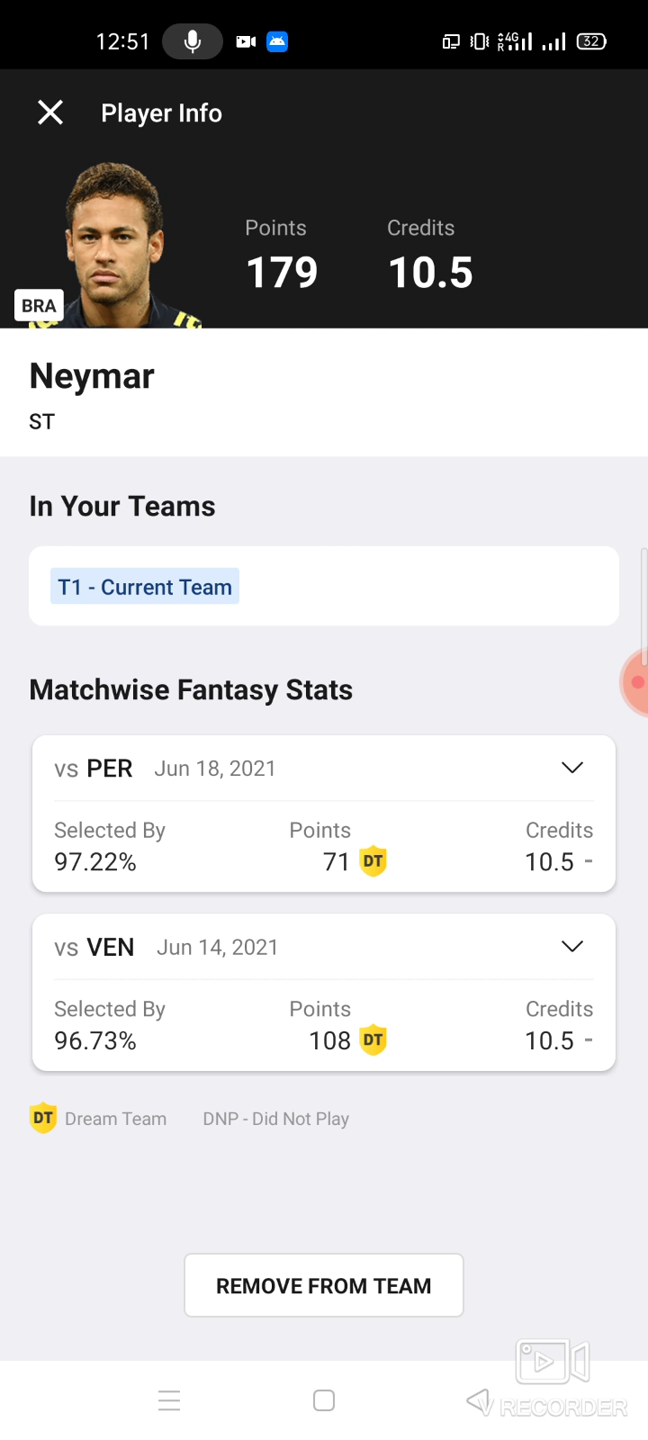 12:51 4G R 32
Player Info
Points Credits
179 10.5
BRA
Neymar
ST
In Your Teams
T1 - Current Team
Matchwise Fantasy Stats
vs PER Jun 18, 2021
Selected By Points Credits
97.22% 71 DT 10.5 -
vs VEN Jun 14, 2021
Selected By Points Credits
96.73% 108 DT 10.5 -
DT Dream Team DNP - Did Not Play
REMOVE FROM TEAM
V RECORDER